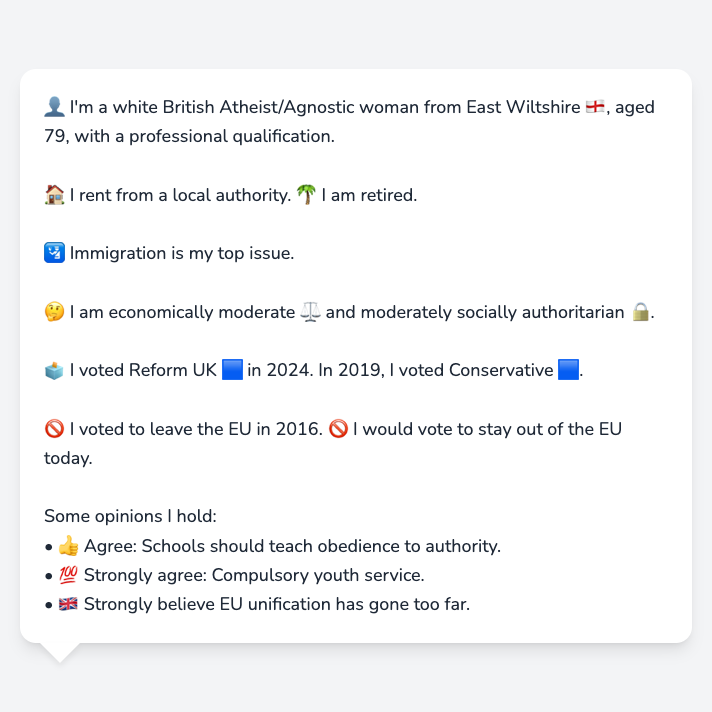 👤 I'm a white British Atheist/Agnostic woman from East Wiltshire 🏴󠁧󠁢󠁥󠁮󠁧󠁿, aged
79, with a professional qualification.
🏠 I rent from a local authority. 🌴 I am retired.
🛂 Immigration is my top issue.
🤔 I am economically moderate ⚖️ and moderately socially authoritarian 🔒.
🗳️ I voted Reform UK 🟦 in 2024. In 2019, I voted Conservative 🟦.
🚫 I voted to leave the EU in 2016. 🚫 I would vote to stay out of the EU
today.
Some opinions I hold:
• 👍 Agree: Schools should teach obedience to authority.
• 💯 Strongly agree: Compulsory youth service.
• 🇬🇧 Strongly believe EU unification has gone too far.